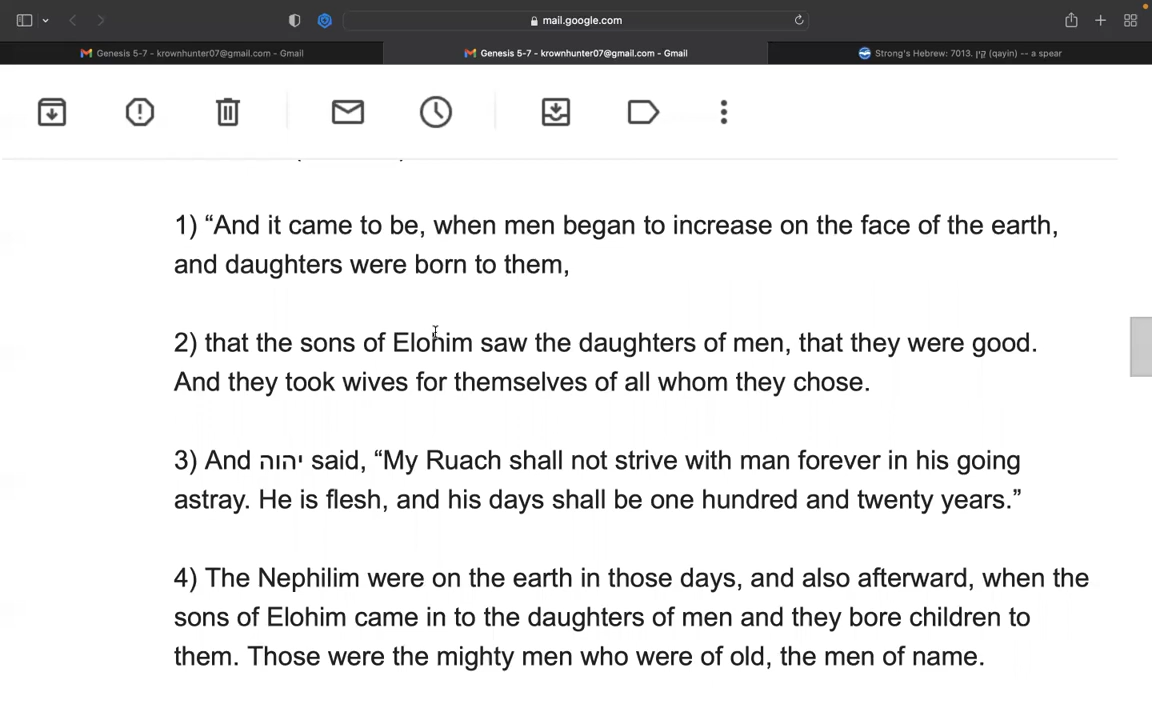 mail.google.com
Genesis 5-7 - krownhunter07@gmail.com - Gmail
Genesis 5-7 - krownhunter07@gmail.com - Gmail
Strong's Hebrew: 7013. קָ֫יִן (qayin) -- a spear
1) “And it came to be, when men began to increase on the face of the earth,
and daughters were born to them,
2) that the sons of Elohim saw the daughters of men, that they were good.
And they took wives for themselves of all whom they chose.
3) And יהוה said, “My Ruach shall not strive with man forever in his going
astray. He is flesh, and his days shall be one hundred and twenty years.”
4) The Nephilim were on the earth in those days, and also afterward, when the
sons of Elohim came in to the daughters of men and they bore children to
them. Those were the mighty men who were of old, the men of name.